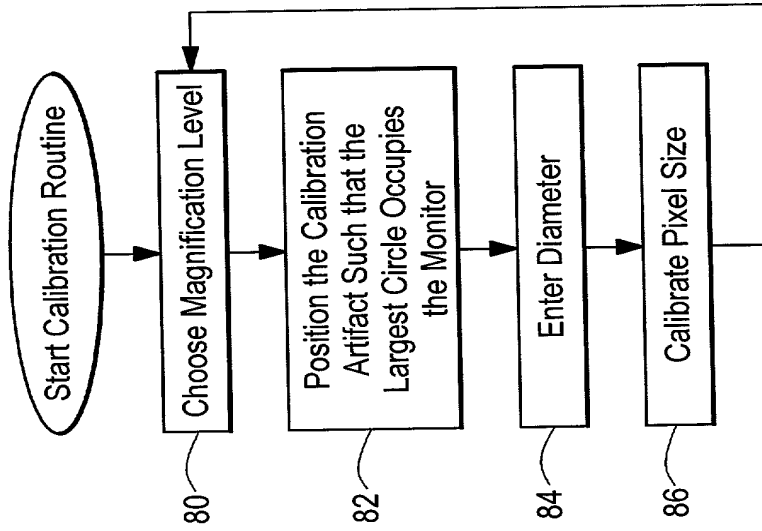 Start Calibration Routine
80
Choose Magnification Level
82
Position the Calibration
Artifact Such that the
Largest Circle Occupies
the Monitor
84
Enter Diameter
86
Calibrate Pixel Size